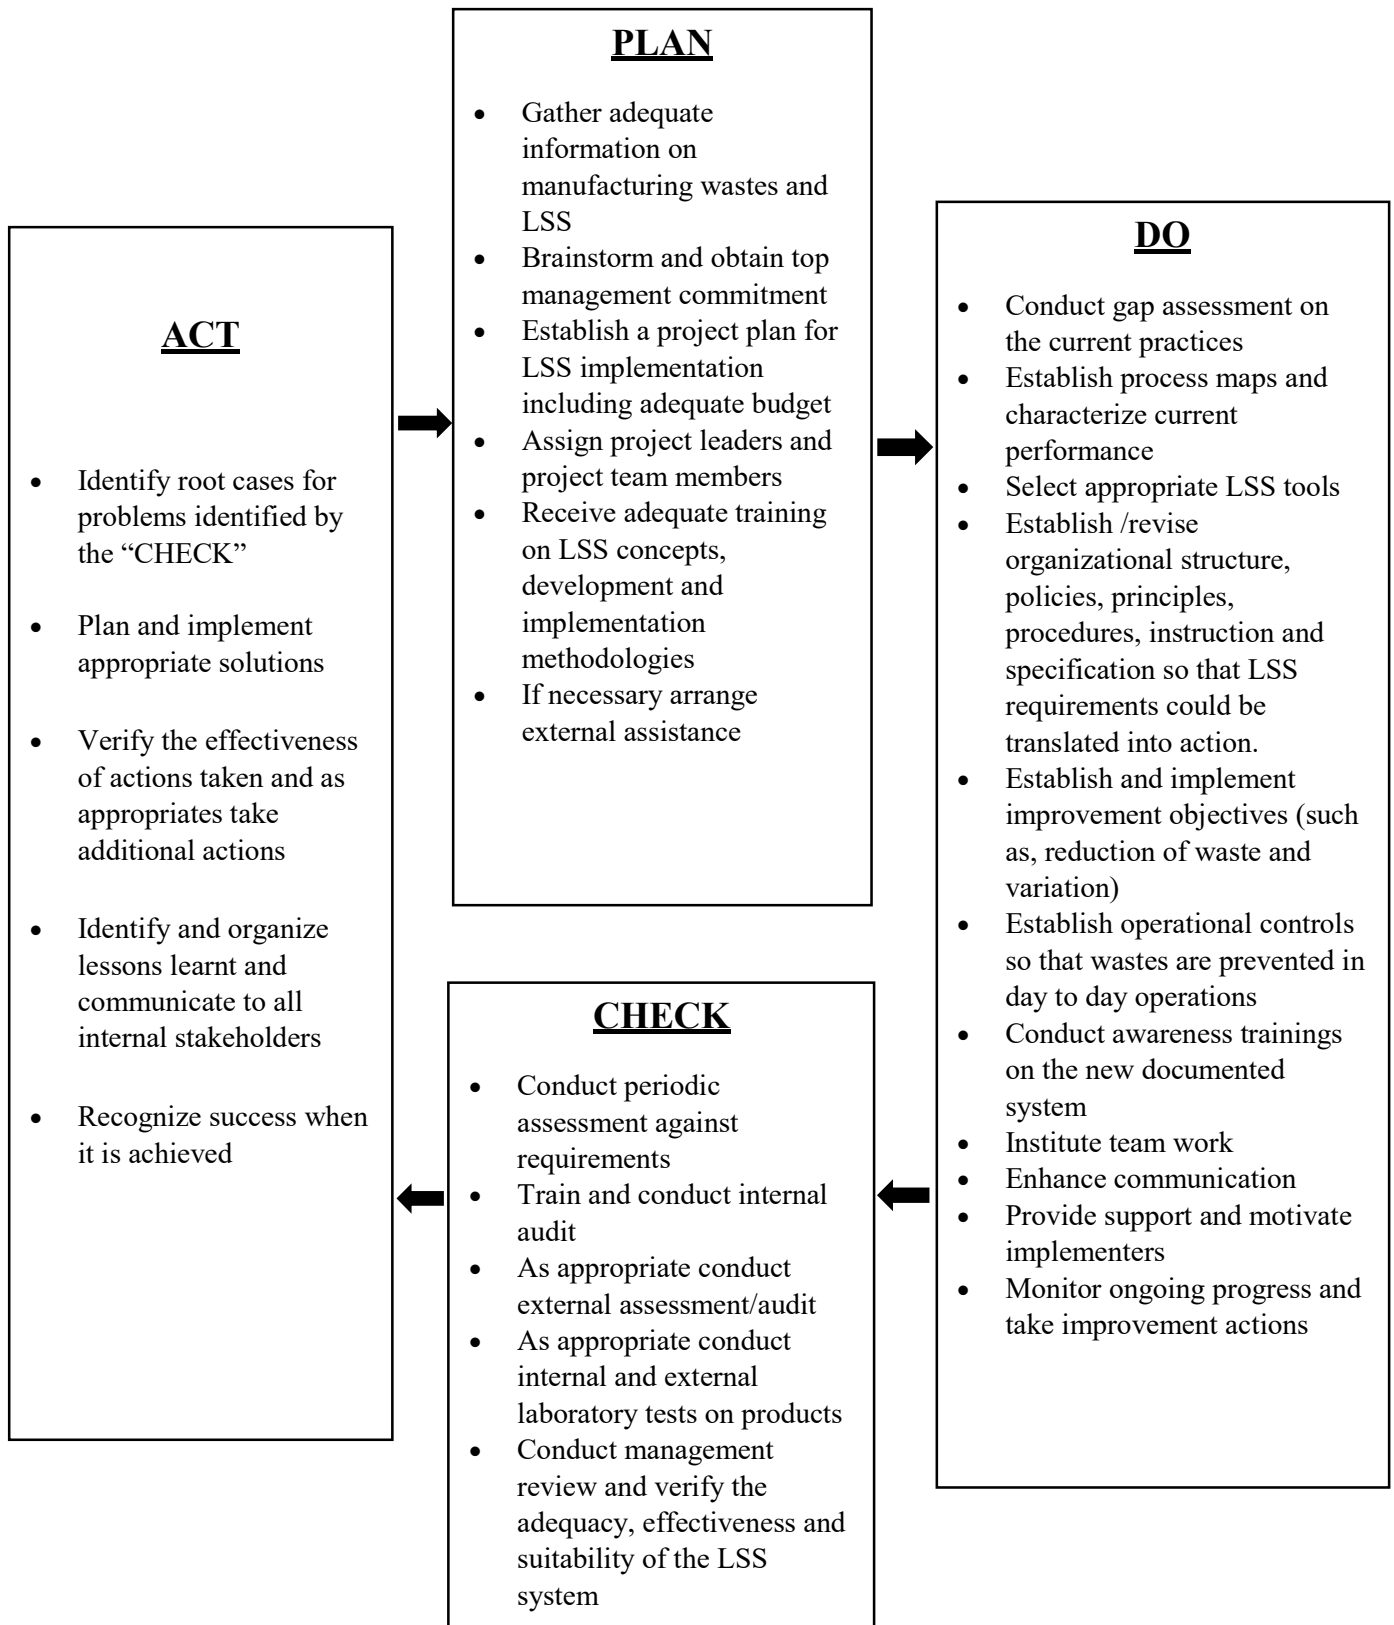 PLAN
• Gather adequate
information on
manufacturing wastes and
LSS
• Brainstorm and obtain top
management commitment
• Establish a project plan for
LSS implementation
including adequate budget
• Assign project leaders and
project team members
• Receive adequate training
on LSS concepts,
development and
implementation
methodologies
• If necessary arrange
external assistance
DO
• Conduct gap assessment on
the current practices
• Establish process maps and
characterize current
performance
• Select appropriate LSS tools
• Establish /revise
organizational structure,
policies, principles,
procedures, instruction and
specification so that LSS
requirements could be
translated into action.
• Establish and implement
improvement objectives (such
as, reduction of waste and
variation)
• Establish operational controls
so that wastes are prevented in
day to day operations
• Conduct awareness trainings
on the new documented
system
• Institute team work
• Enhance communication
• Provide support and motivate
implementers
• Monitor ongoing progress and
take improvement actions
CHECK
• Conduct periodic
assessment against
requirements
• Train and conduct internal
audit
• As appropriate conduct
external assessment/audit
• As appropriate conduct
internal and external
laboratory tests on products
• Conduct management
review and verify the
adequacy, effectiveness and
suitability of the LSS
system
ACT
• Identify root cases for
problems identified by
the “CHECK”
• Plan and implement
appropriate solutions
• Verify the effectiveness
of actions taken and as
appropriates take
additional actions
• Identify and organize
lessons learnt and
communicate to all
internal stakeholders
• Recognize success when
it is achieved